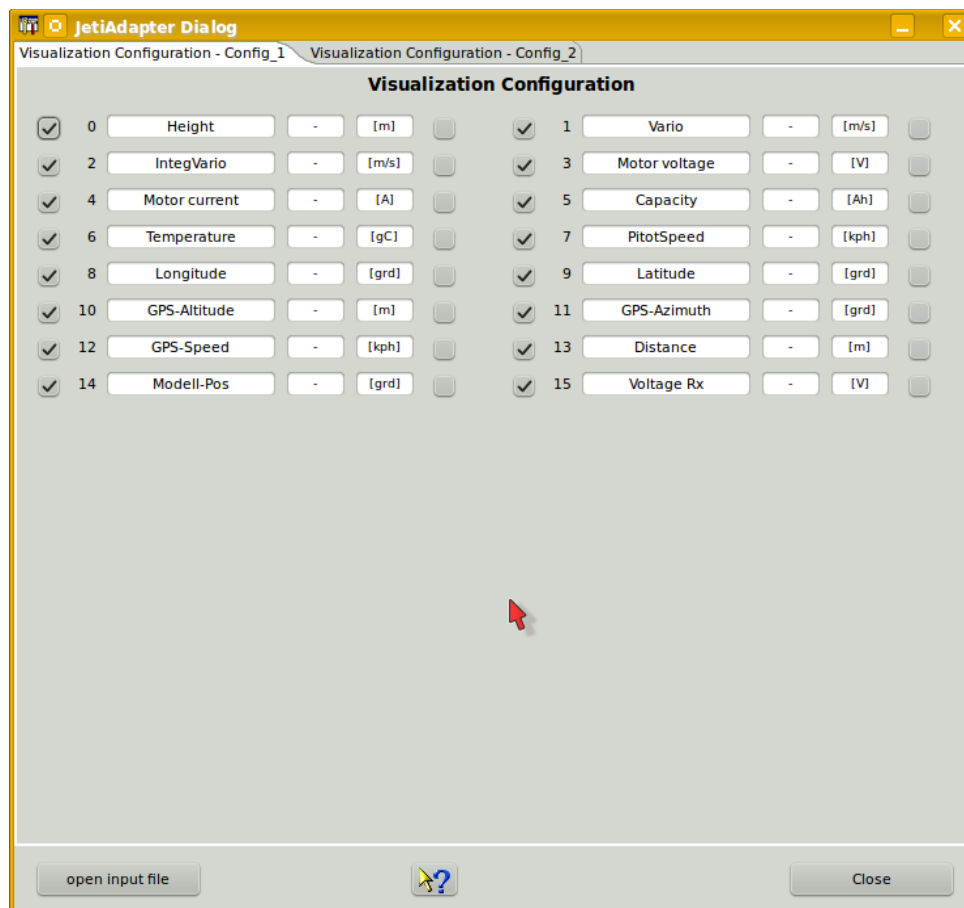 JetiAdapter Dialog
Visualization Configuration - Config_1 Visualization Configuration - Config_2
Visualization Configuration
0 Height - [m] 1 Vario - [m/s]
2 IntegVario - [m/s] 3 Motor voltage - [V]
4 Motor current - [A] 5 Capacity - [Ah]
6 Temperature - [gC] 7 PitotSpeed - [kph]
8 Longitude - [grd] 9 Latitude - [grd]
10 GPS-Altitude - [m] 11 GPS-Azimuth - [grd]
12 GPS-Speed - [kph] 13 Distance - [m]
14 Modell-Pos - [grd] 15 Voltage Rx - [V]
open input file ? Close